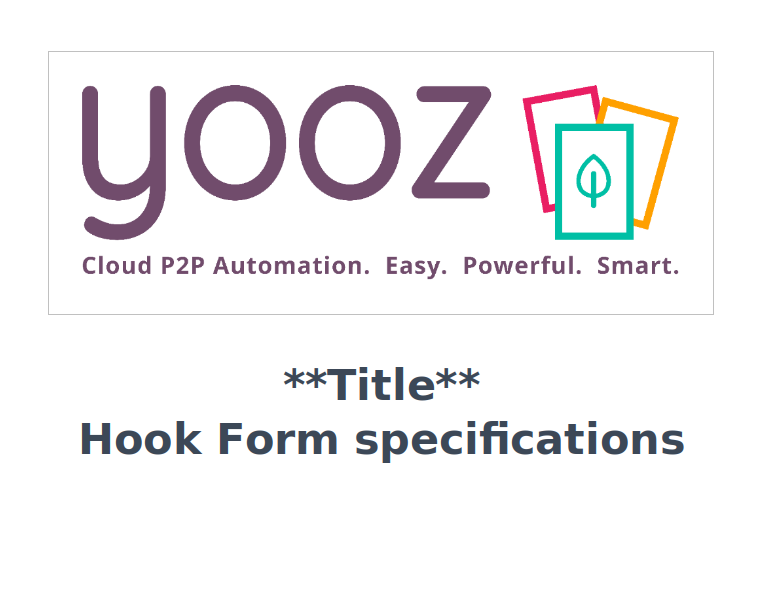 yooz
Cloud P2P Automation. Easy. Powerful. Smart.
**Title**
Hook Form specifications